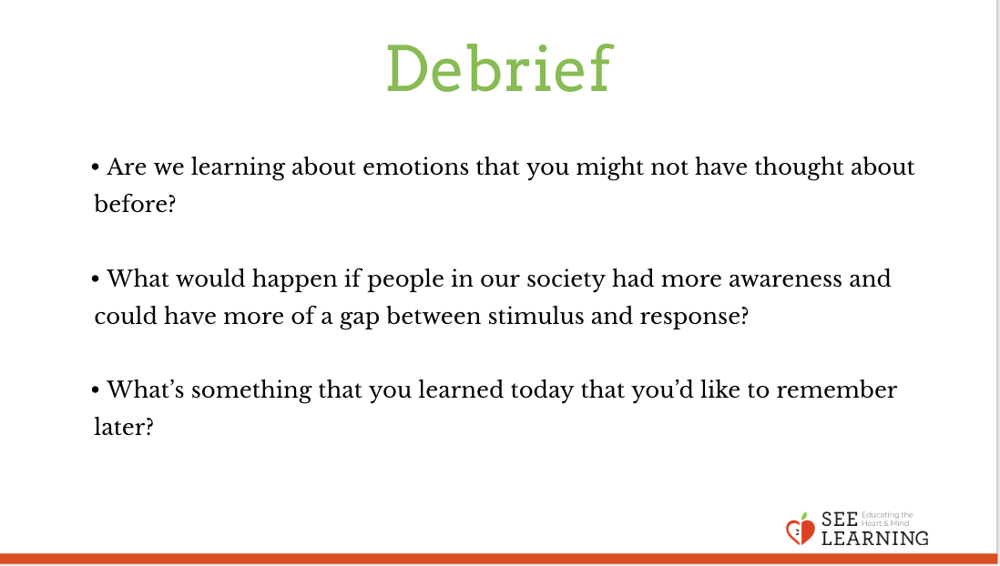 Debrief
• Are we learning about emotions that you might not have thought about
before?
• What would happen if people in our society had more awareness and
could have more of a gap between stimulus and response?
• What’s something that you learned today that you’d like to remember
later?
SEE Educating the
Heart & Mind
LEARNING